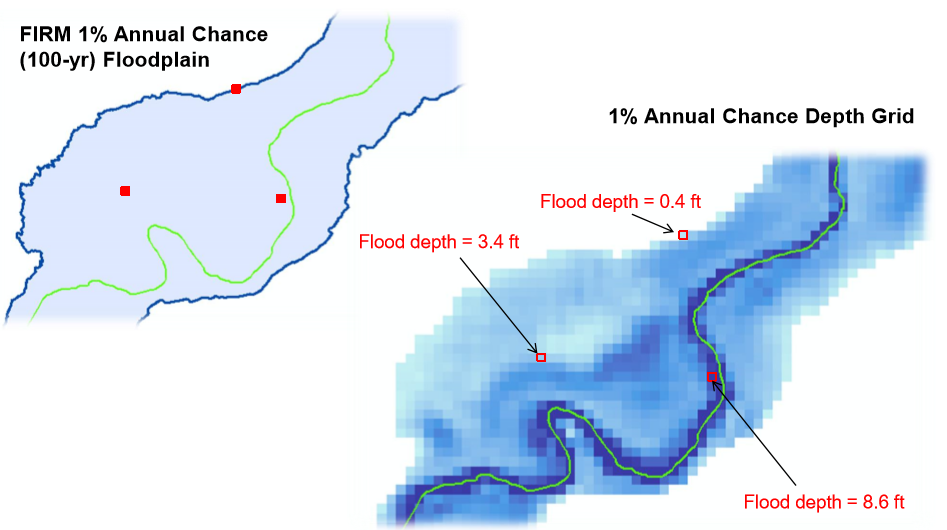 FIRM 1% Annual Chance
(100-yr) Floodplain
1% Annual Chance Depth Grid
Flood depth = 0.4 ft
Flood depth = 3.4 ft
Flood depth = 8.6 ft